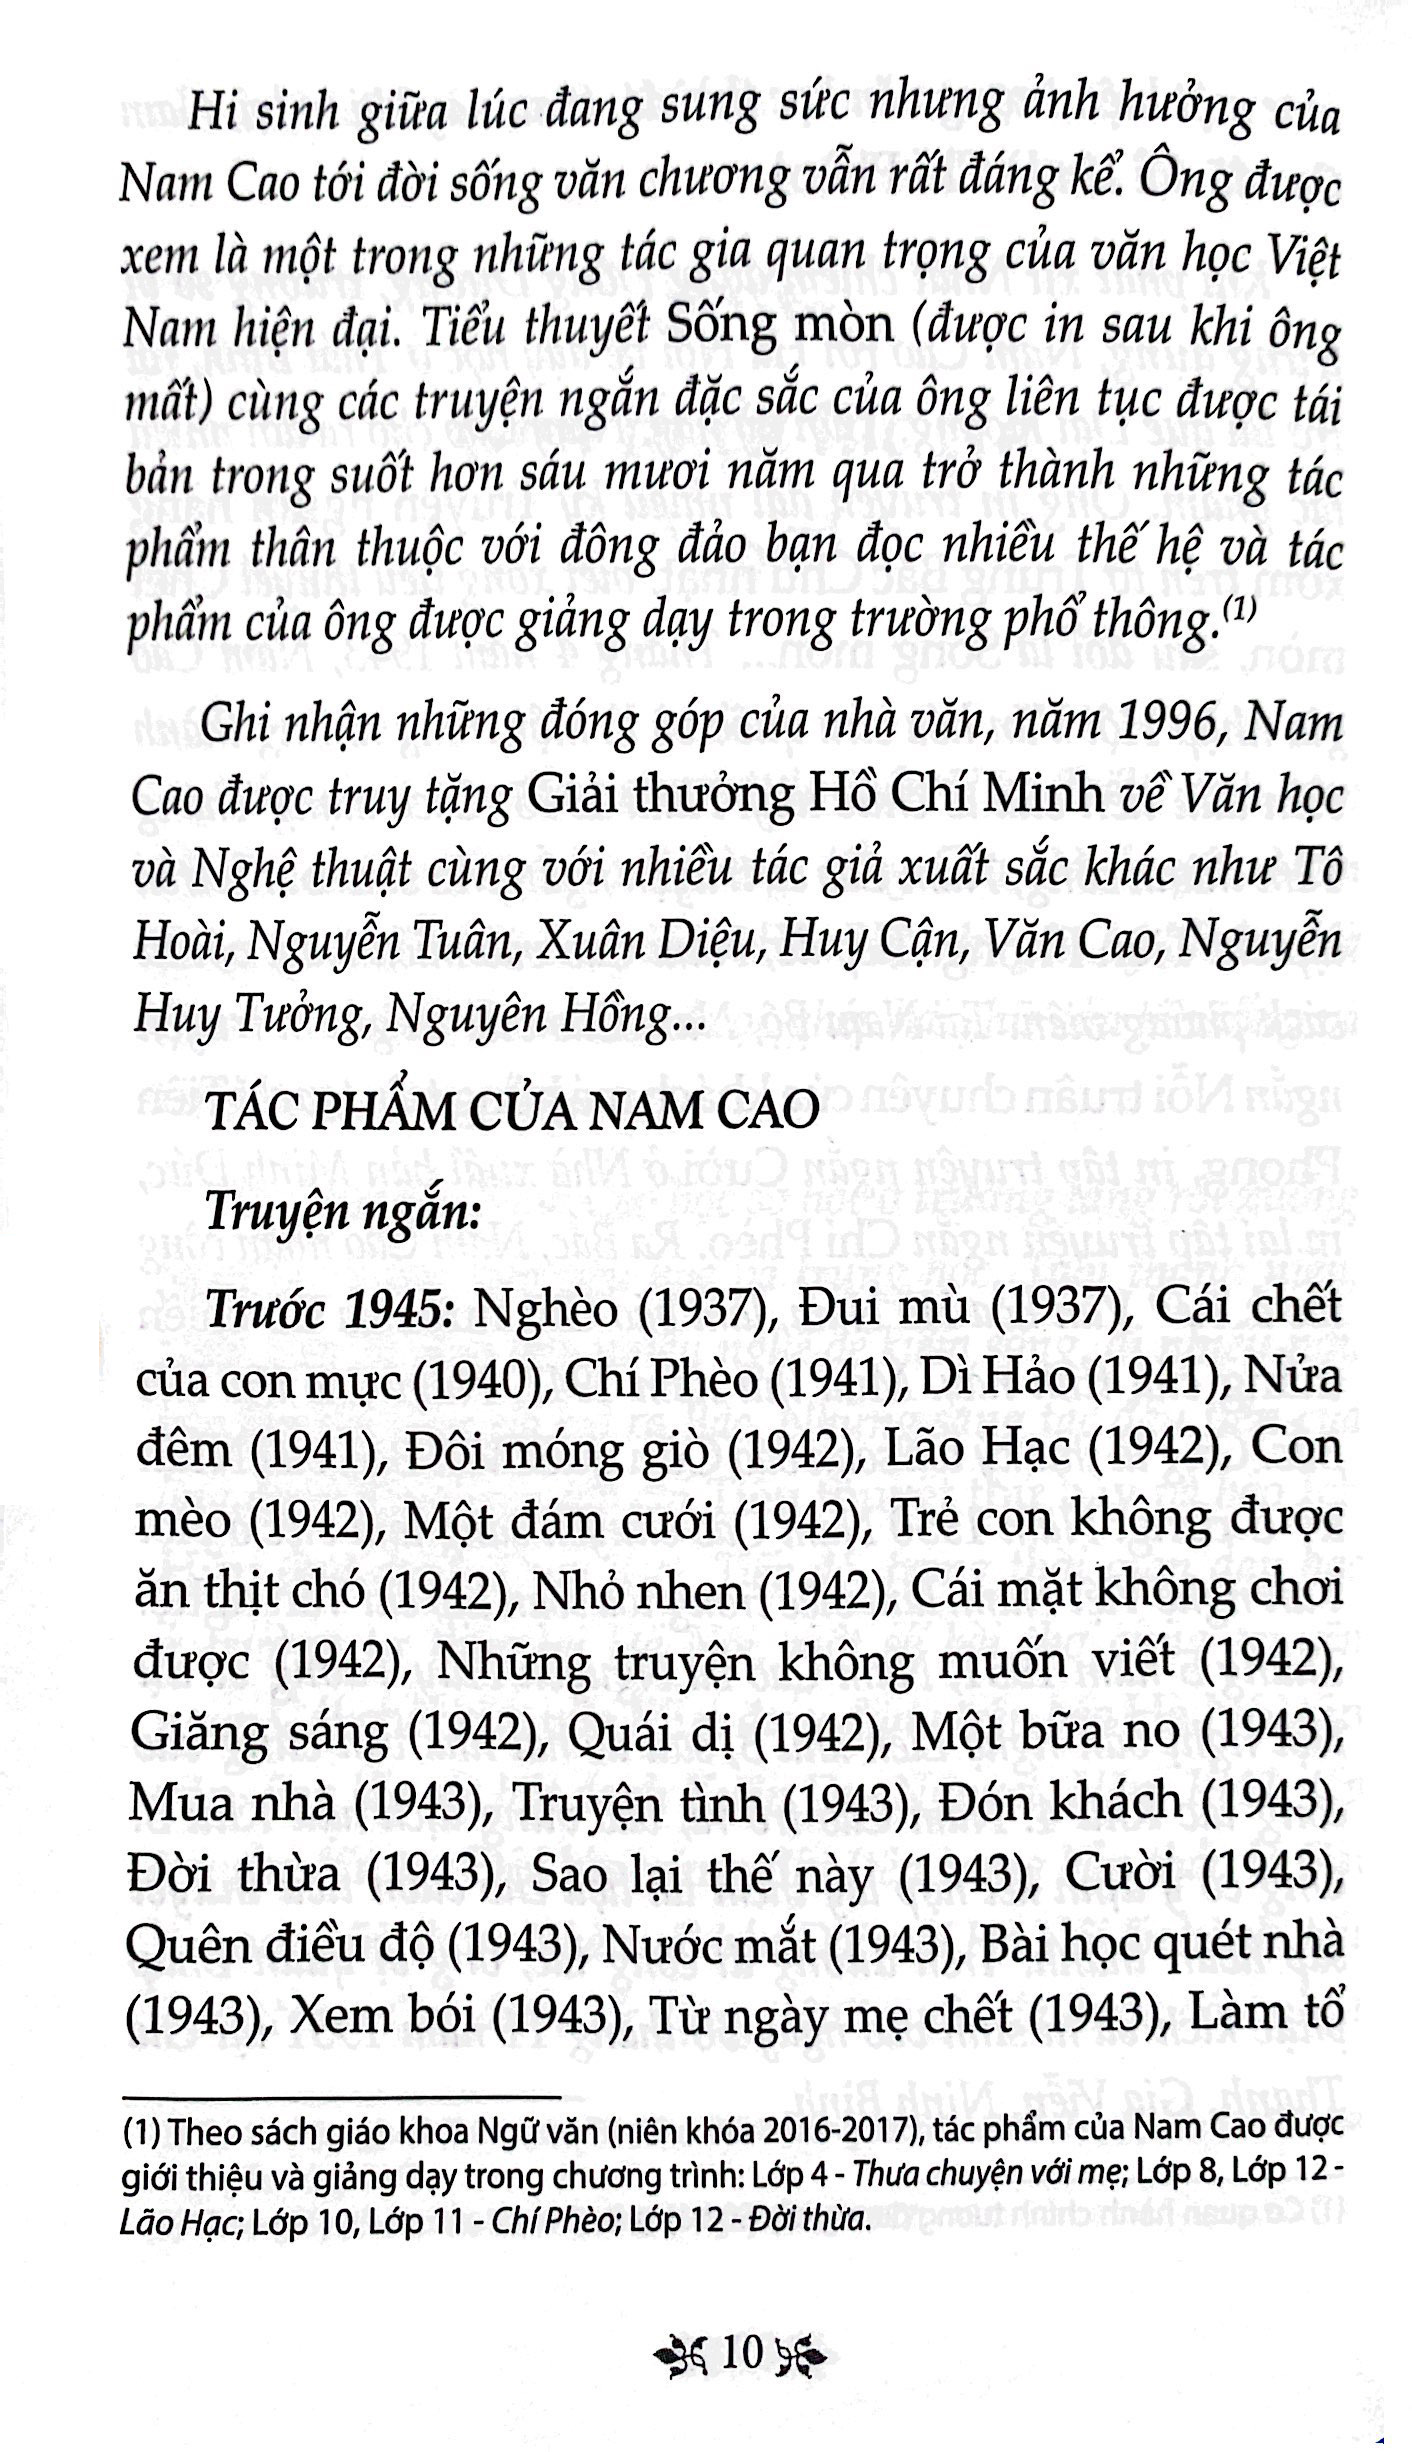 Hi sinh giữa lúc đang sung sức nhưng ảnh hưởng của
Nam Cao tới đời sống văn chương vẫn rất đáng kể. Ông được
xem là một trong những tác gia quan trọng của văn học Việt
Nam hiện đại. Tiểu thuyết Sống mòn (được in sau khi ông
mất) cùng các truyện ngắn đặc sắc của ông liên tục được tái
bản trong suốt hơn sáu mươi năm qua trở thành những tác
phẩm thân thuộc với đông đảo bạn đọc nhiều thế hệ và tác
phẩm của ông được giảng dạy trong trường phổ thông.(1)
Ghi nhận những đóng góp của nhà văn, năm 1996, Nam
Cao được truy tặng Giải thưởng Hồ Chí Minh về Văn học
và Nghệ thuật cùng với nhiều tác giả xuất sắc khác như Tô
Hoài, Nguyễn Tuân, Xuân Diệu, Huy Cận, Văn Cao, Nguyễn
Huy Tưởng, Nguyên Hồng...
TÁC PHẨM CỦA NAM CAO
Truyện ngắn:
Trước 1945: Nghèo (1937), Đui mù (1937), Cái chết
của con mực (1940), Chí Phèo (1941), Dì Hảo (1941), Nửa
đêm (1941), Đôi móng giò (1942), Lão Hạc (1942), Con
mèo (1942), Một đám cưới (1942), Trẻ con không được
ăn thịt chó (1942), Nhỏ nhen (1942), Cái mặt không chơi
được (1942), Những truyện không muốn viết (1942),
Giăng sáng (1942), Quái dị (1942), Một bữa no (1943),
Mua nhà (1943), Truyện tình (1943), Đón khách (1943),
Đời thừa (1943), Sao lại thế này (1943), Cười (1943),
Quên điều độ (1943), Nước mắt (1943), Bài học quét nhà
(1943), Xem bói (1943), Từ ngày mẹ chết (1943), Làm tổ
(1) Theo sách giáo khoa Ngữ văn (niên khóa 2016-2017), tác phẩm của Nam Cao được
giới thiệu và giảng dạy trong chương trình: Lớp 4 - Thưa chuyện với mẹ; Lớp 8, Lớp 12 -
Lão Hạc; Lớp 10, Lớp 11 - Chí Phèo; Lớp 12 - Đời thừa.
10